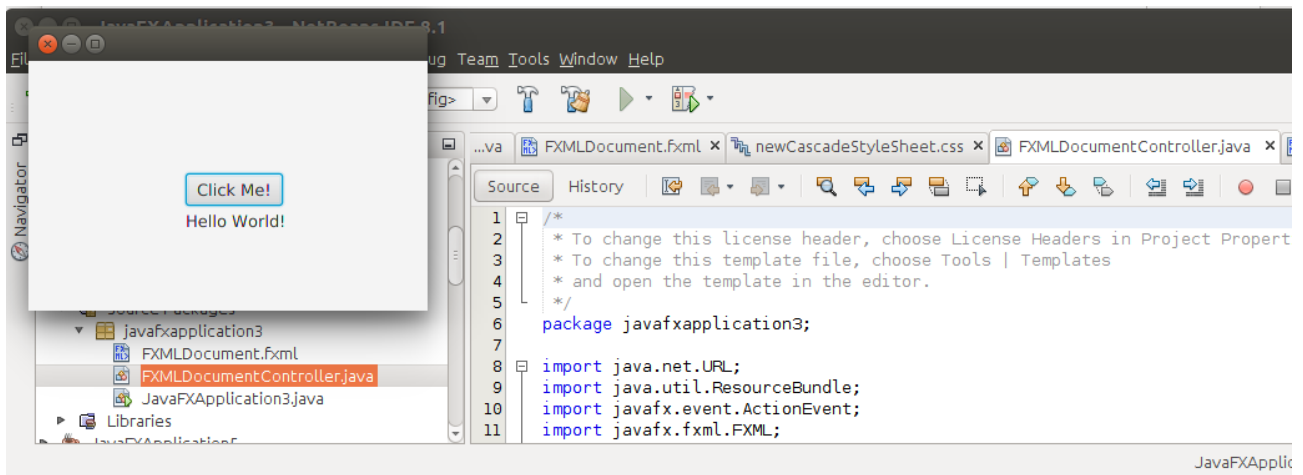 JavaFXApplication3 - NetBeans IDE 8.1
Team Tools Window Help
Navigator
Click Me!
Hello World!
Source Packages
javafxapplication3
FXMLDocument.fxml
FXMLDocumentController.java
JavaFXApplication3.java
Libraries
...va FXMLDocument.fxml newCascadeStyleSheet.css FXMLDocumentController.java
Source History
1 /*
2 * To change this license header, choose License Headers in Project Propert
3 * To change this template file, choose Tools | Templates
4 * and open the template in the editor.
5 */
6 package javafxapplication3;
7
8 import java.net.URL;
9 import java.util.ResourceBundle;
10 import javafx.event.ActionEvent;
11 import javafx.fxml.FXML;
JavaFXApplic